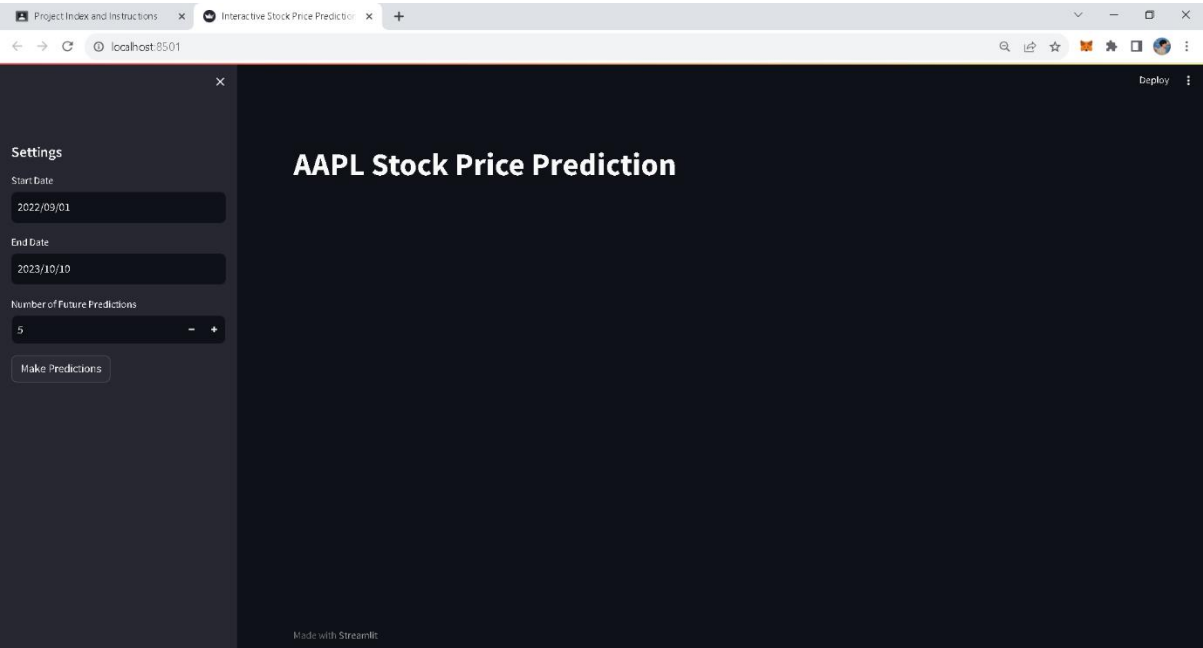 Project Index and Instructions
Interactive Stock Price Prediction
localhost:8501
Deploy
Settings
Start Date
2022/09/01
End Date
2023/10/10
Number of Future Predictions
5
Make Predictions
AAPL Stock Price Prediction
Made with Streamlit